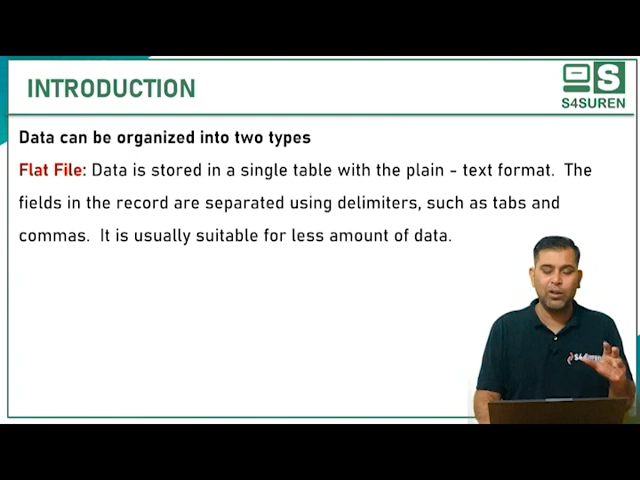 INTRODUCTION
S4SUREN
Data can be organized into two types
Flat File: Data is stored in a single table with the plain - text format. The
fields in the record are separated using delimiters, such as tabs and
commas. It is usually suitable for less amount of data.